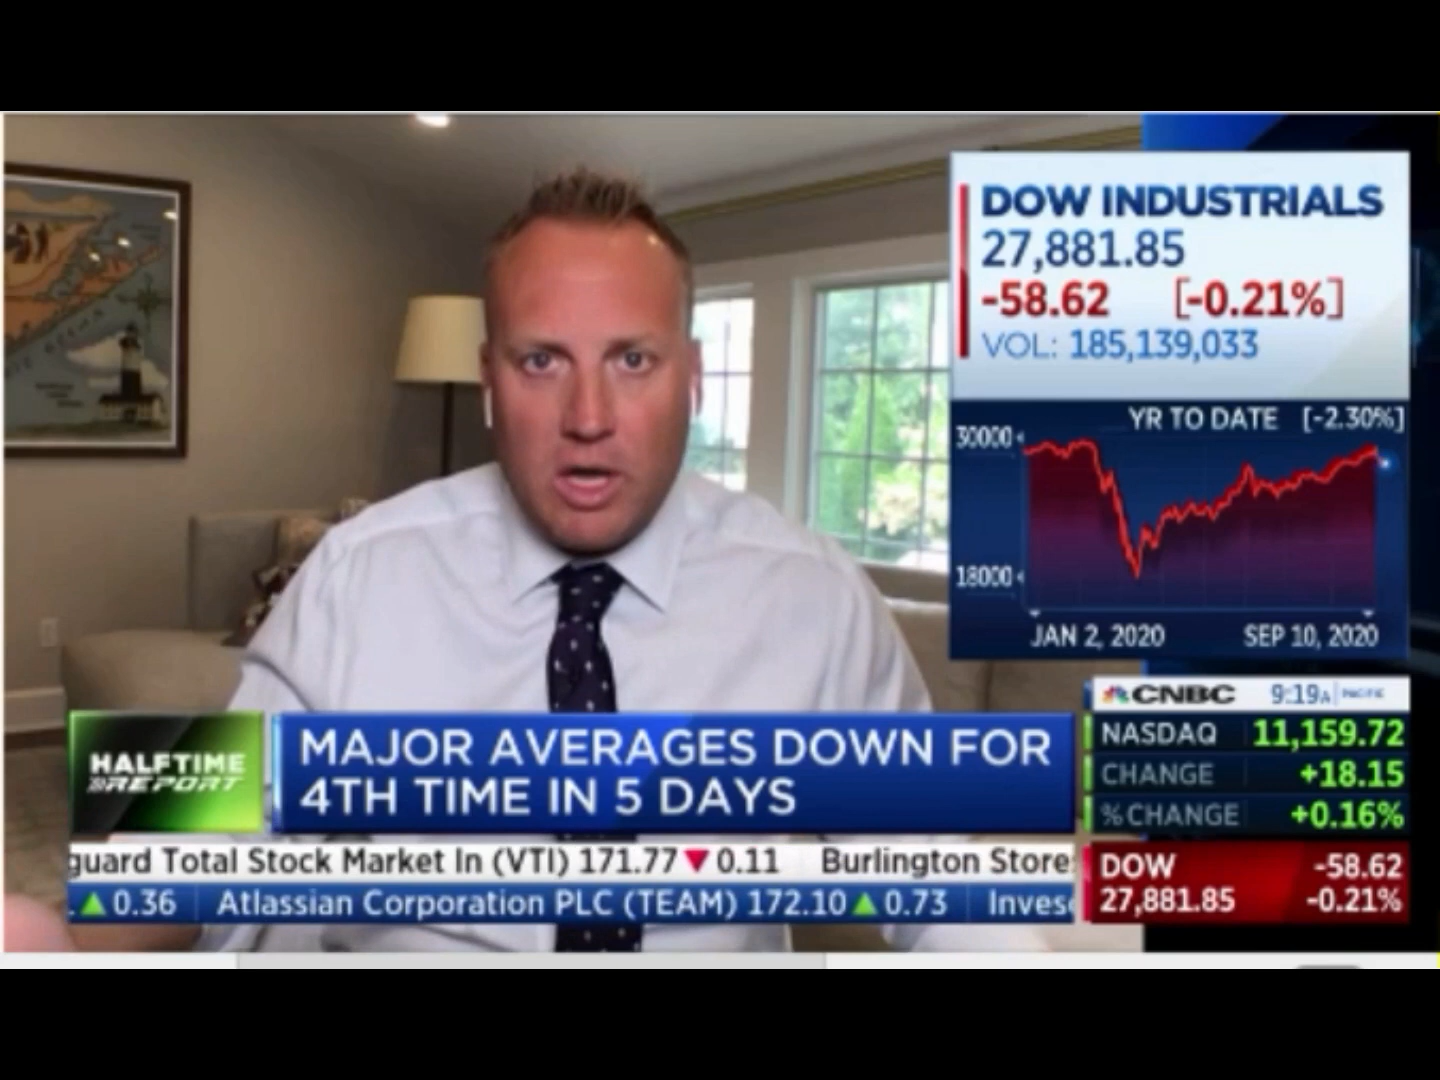 DOW INDUSTRIALS
27,881.85
-58.62 [-0.21%]
VOL: 185,139,033
YR TO DATE [-2.30%]
30000
18000
JAN 2, 2020 SEP 10, 2020
CNBC 9:19A PACIFIC
NASDAQ 11,159.72
CHANGE +18.15
% CHANGE +0.16%
DOW -58.62
27,881.85 -0.21%
HALFTIME
REPORT
MAJOR AVERAGES DOWN FOR
4TH TIME IN 5 DAYS
guard Total Stock Market In (VTI) 171.77▼0.11 Burlington Store
▲0.36 Atlassian Corporation PLC (TEAM) 172.10▲0.73 Inves